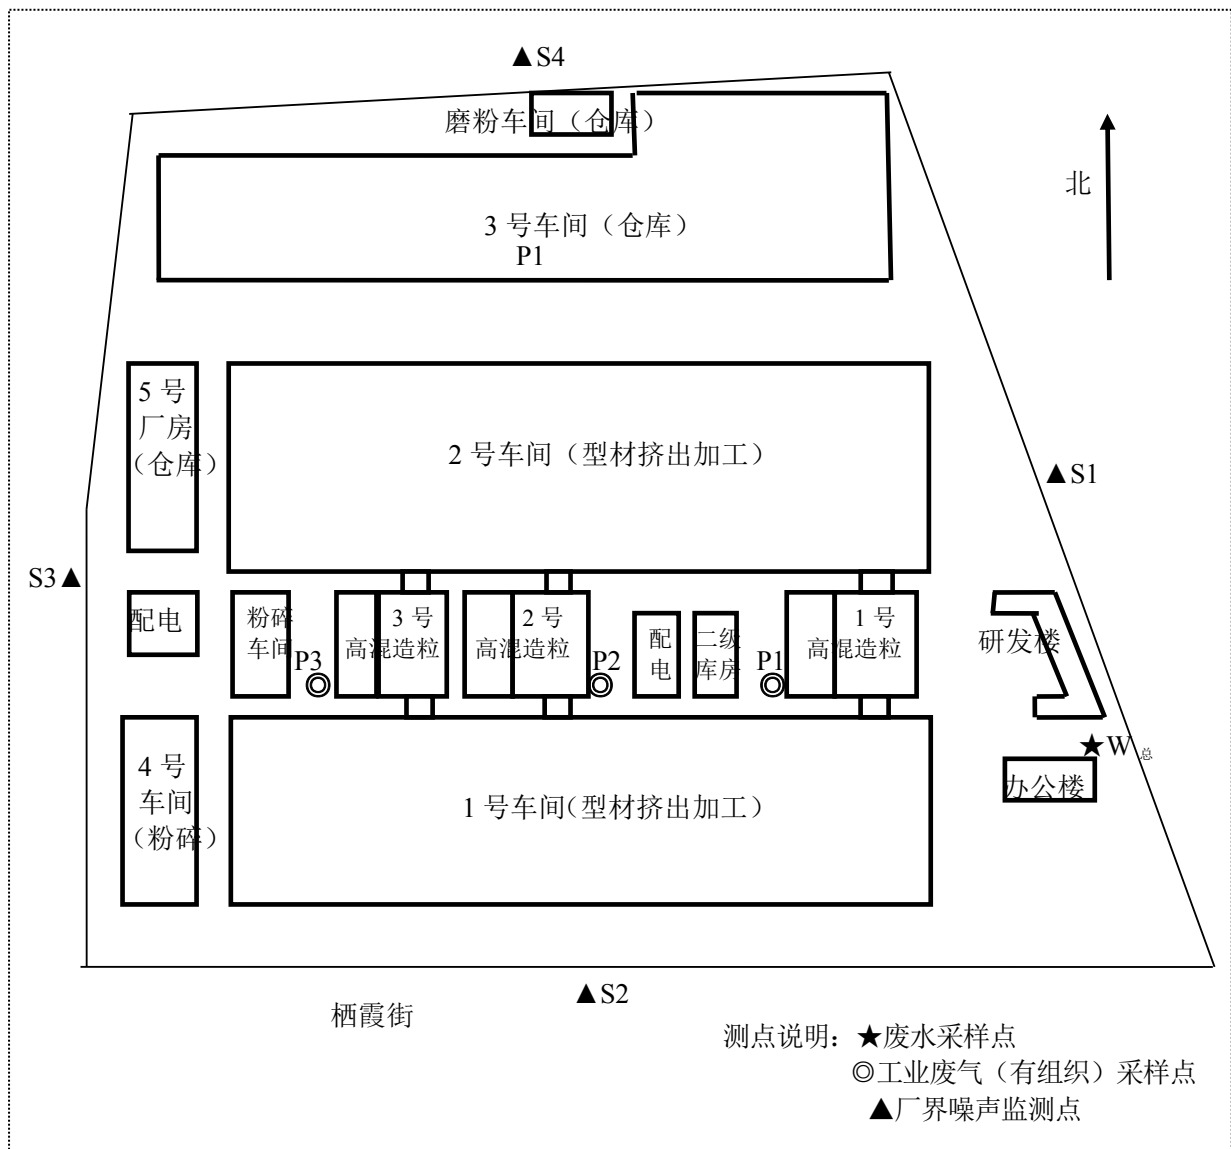 ▲S4
磨粉车间（仓库）
北
3 号车间（仓库）
P1
5 号
厂房
（仓库）
2 号车间（型材挤出加工）
▲S1
S3▲
配电
粉碎
车间
P3
3 号
高混造粒
2 号
高混造粒
P2
配
电
二级
库房
P1
1 号
高混造粒
研发楼
★W总
办公楼
4 号
车间
（粉碎）
1 号车间(型材挤出加工）
▲S2
栖霞街
测点说明：★废水采样点
◎工业废气（有组织）采样点
▲厂界噪声监测点